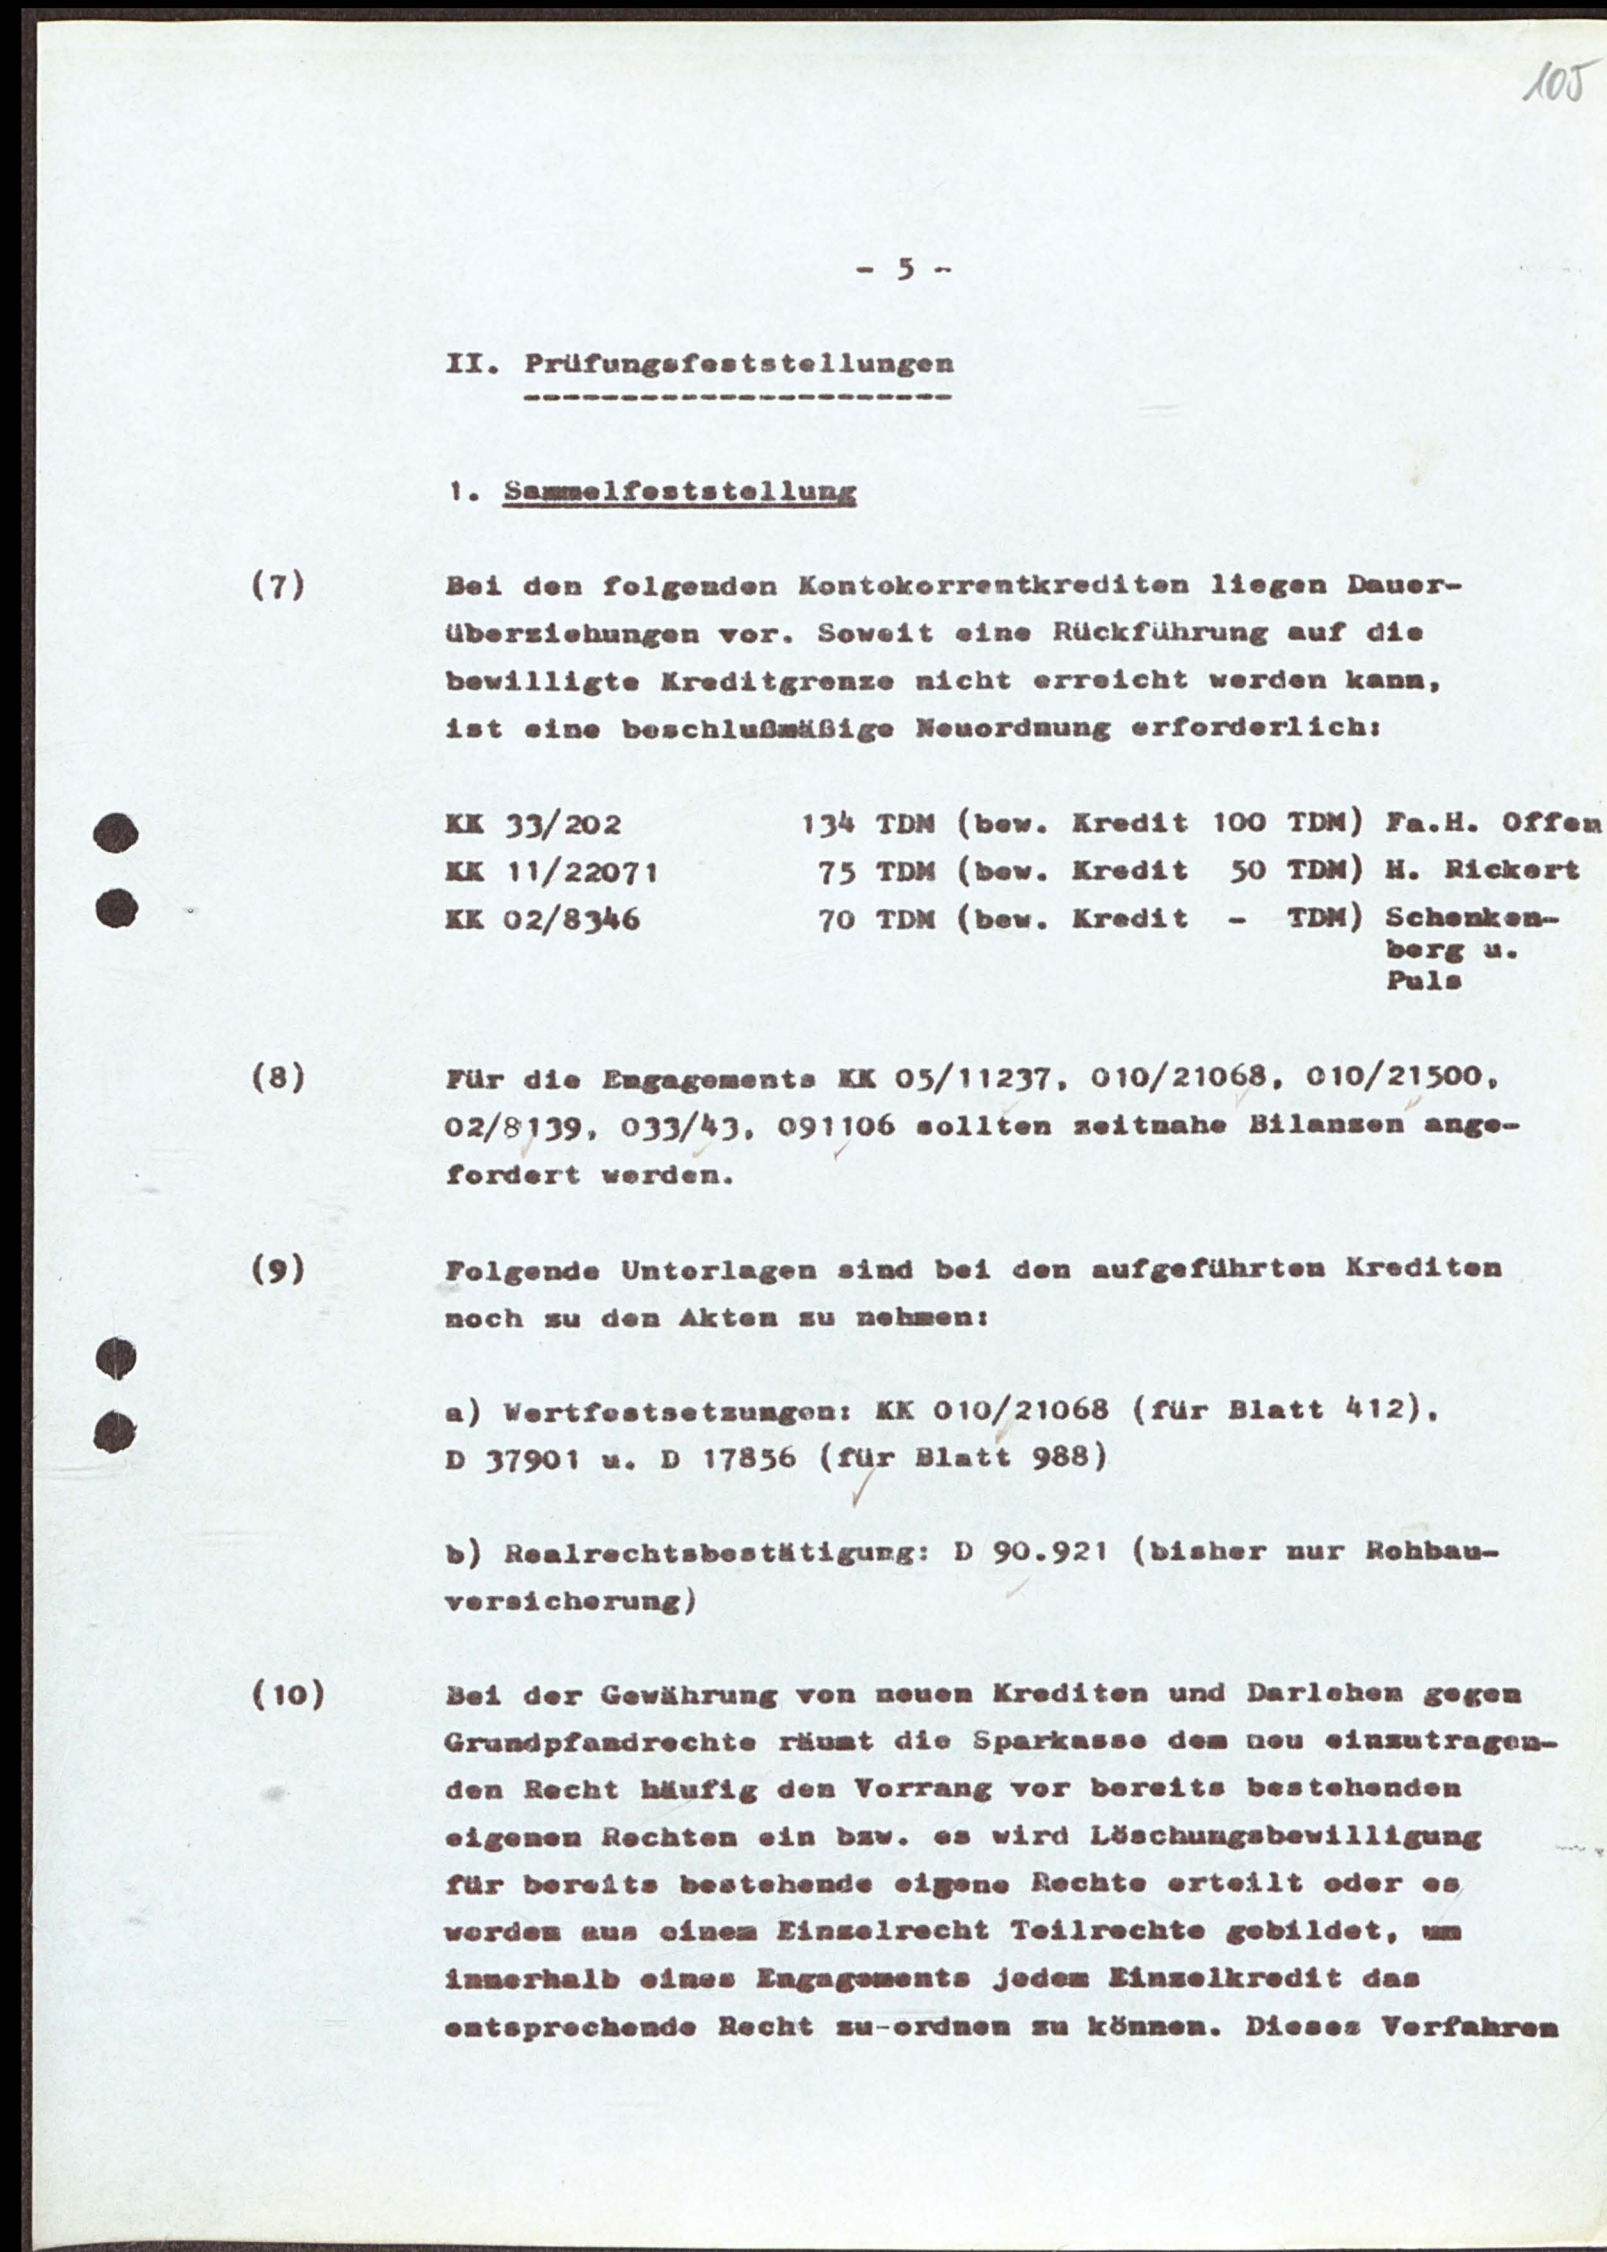 105
- 5 -
II. Prüfungsfeststellungen
1. Sammelfeststellung
(7) Bei den folgenden Kontokorrentkrediten liegen Dauer-
überziehungen vor. Soweit eine Rückführung auf die
bewilligte Kreditgrenze nicht erreicht werden kann,
ist eine beschlußmäßige Neuordnung erforderlich:
KK 33/202 134 TDM (bew. Kredit 100 TDM) Fa.H. Offen
KK 11/22071 75 TDM (bew. Kredit 50 TDM) H. Rickert
KK 02/8346 70 TDM (bew. Kredit - TDM) Schenken-
berg u.
Puls
(8) Für die Engagements KK 05/11237, 010/21068, 010/21500,
02/8139, 033/43, 091106 sollten zeitnahe Bilanzen ange-
fordert werden.
(9) Folgende Unterlagen sind bei den aufgeführten Krediten
noch zu den Akten zu nehmen:
a) Wertfestsetzungen: KK 010/21068 (für Blatt 412),
D 37901 u. D 17856 (für Blatt 988)
b) Realrechtsbestätigung: D 90.921 (bisher nur Rohbau-
versicherung)
(10) Bei der Gewährung von neuen Krediten und Darlehen gegen
Grundpfandrechte räumt die Sparkasse dem neu einzutragen-
den Recht häufig den Vorrang vor bereits bestehenden
eigenen Rechten ein bzw. es wird Löschungsbewilligung
für bereits bestehende eigene Rechte erteilt oder es
werden aus einem Einzelrecht Teilrechte gebildet, um
innerhalb eines Engagements jedem Einzelkredit das
entsprechende Recht zu-ordnen zu können. Dieses Verfahren